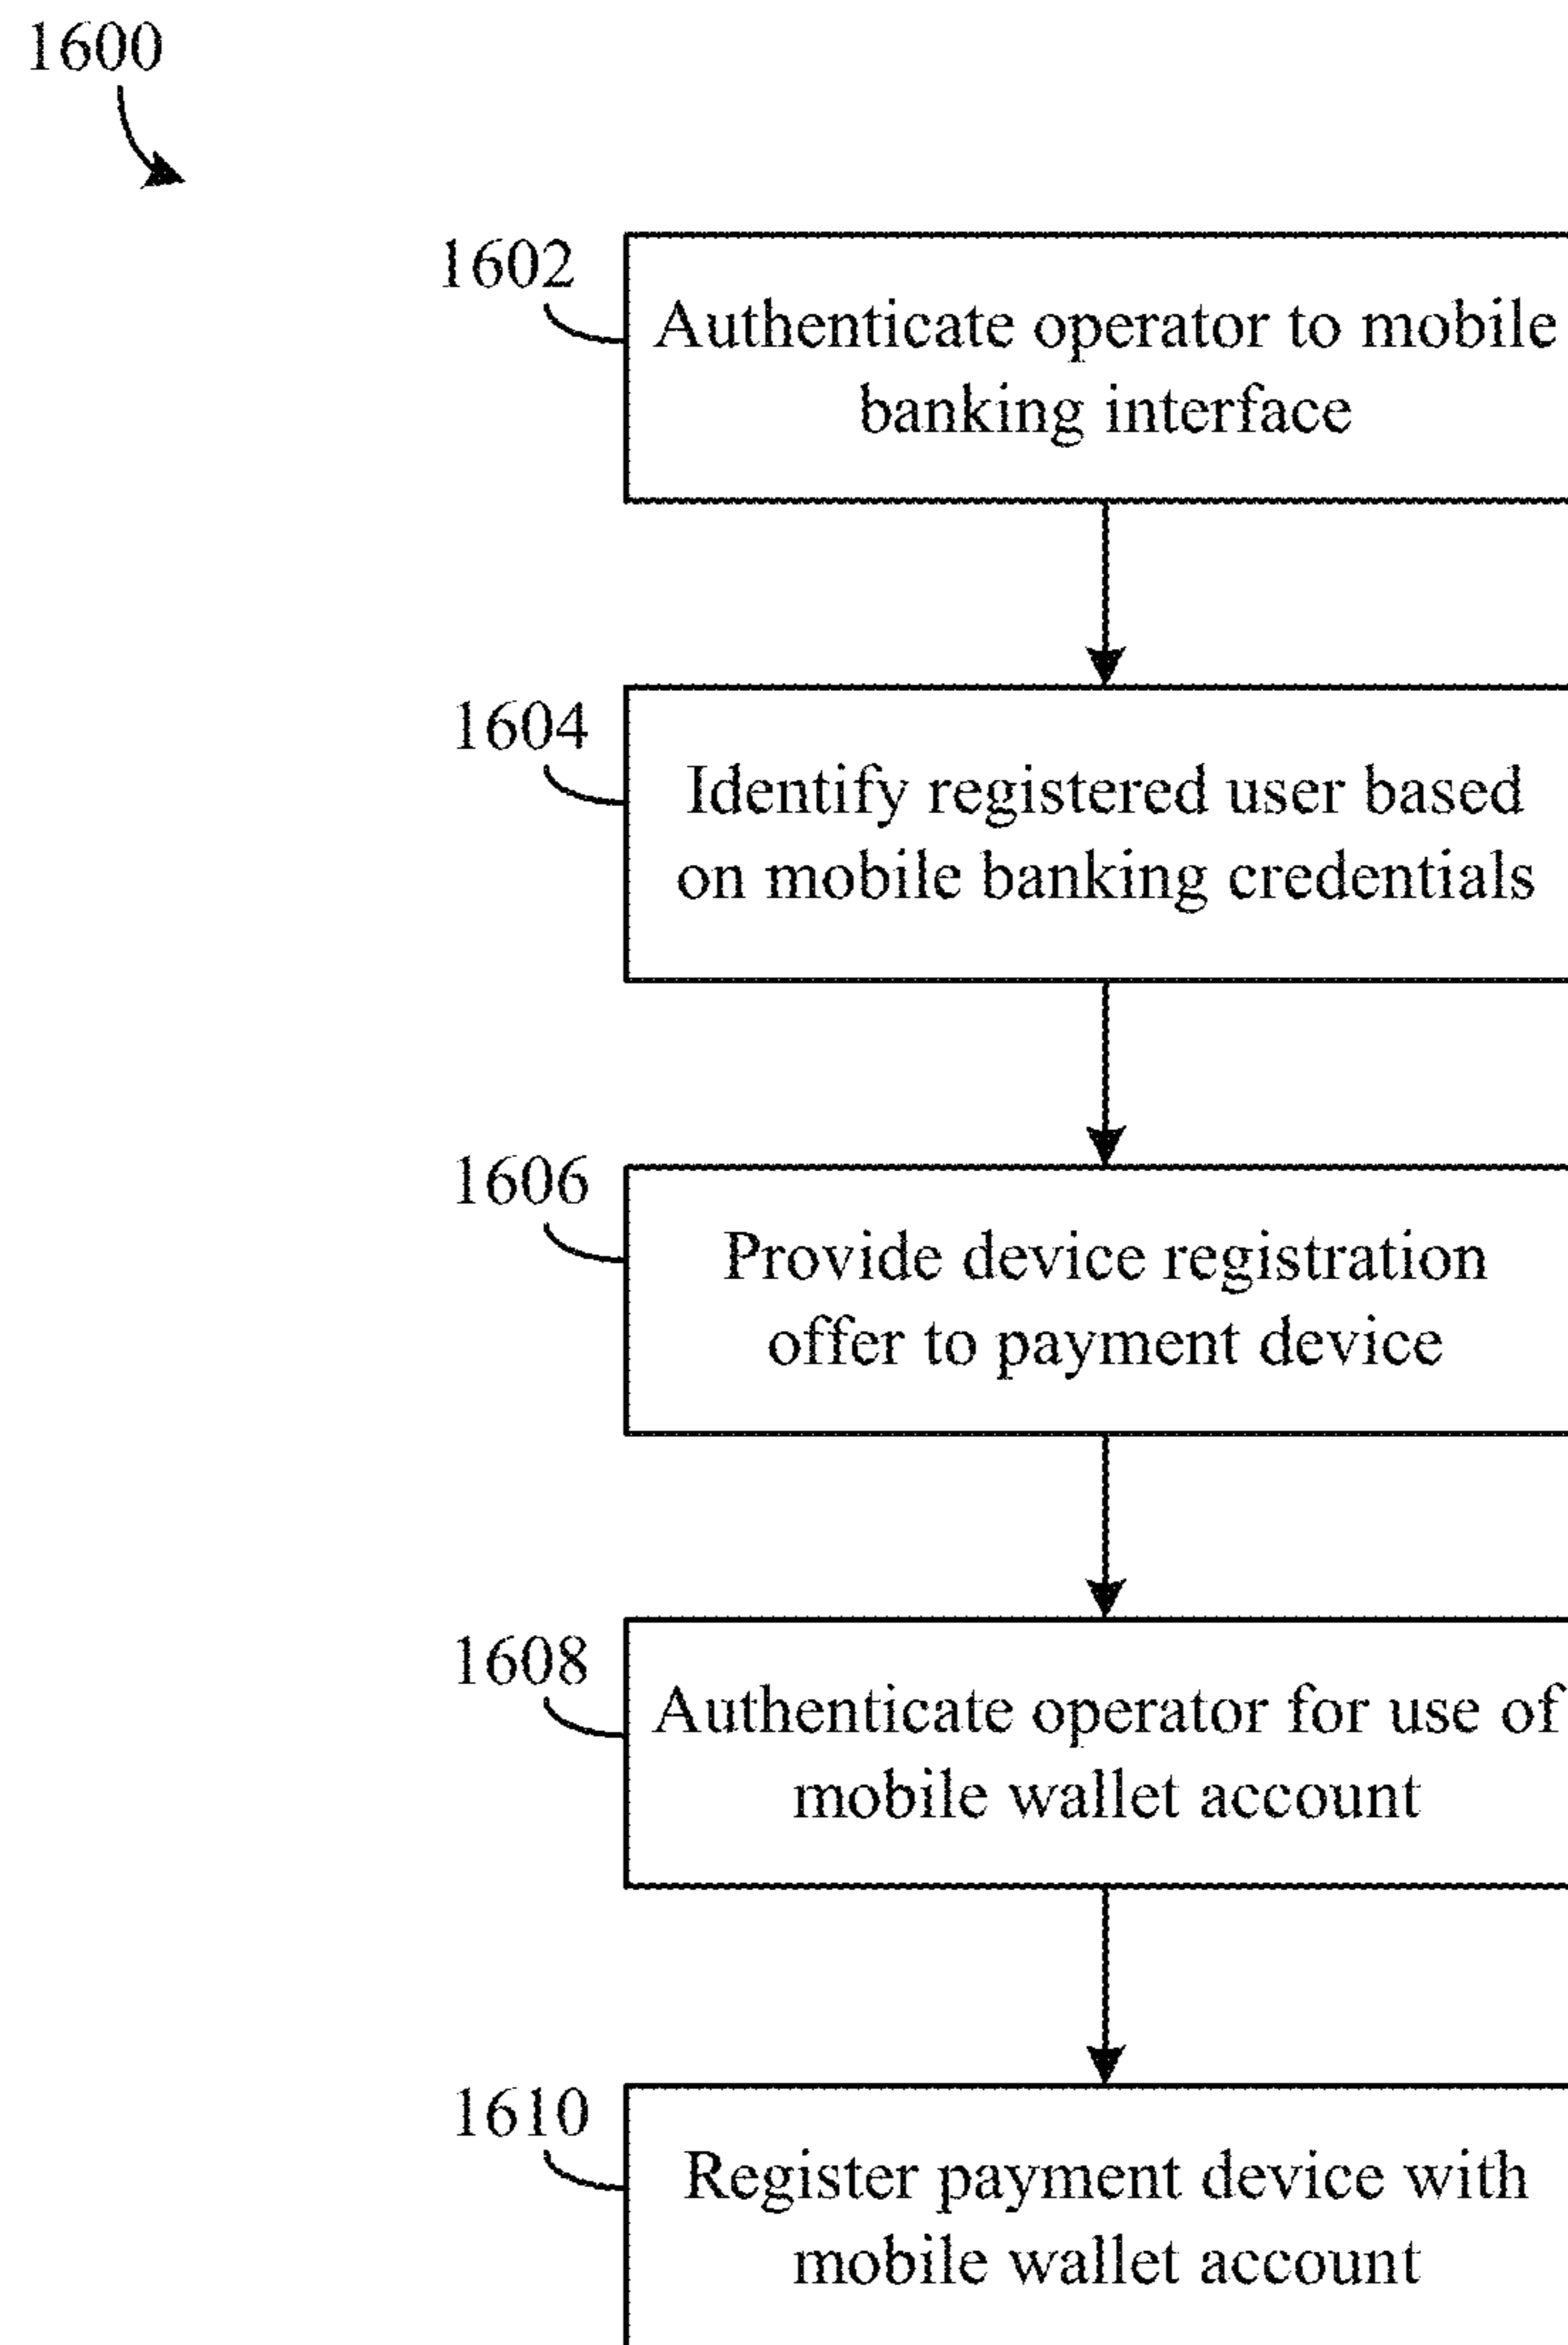 1600
1602
Authenticate operator to mobile
banking interface
1604
Identify registered user based
on mobile banking credentials
1606
Provide device registration
offer to payment device
1608
Authenticate operator for use of
mobile wallet account
1610
Register payment device with
mobile wallet account